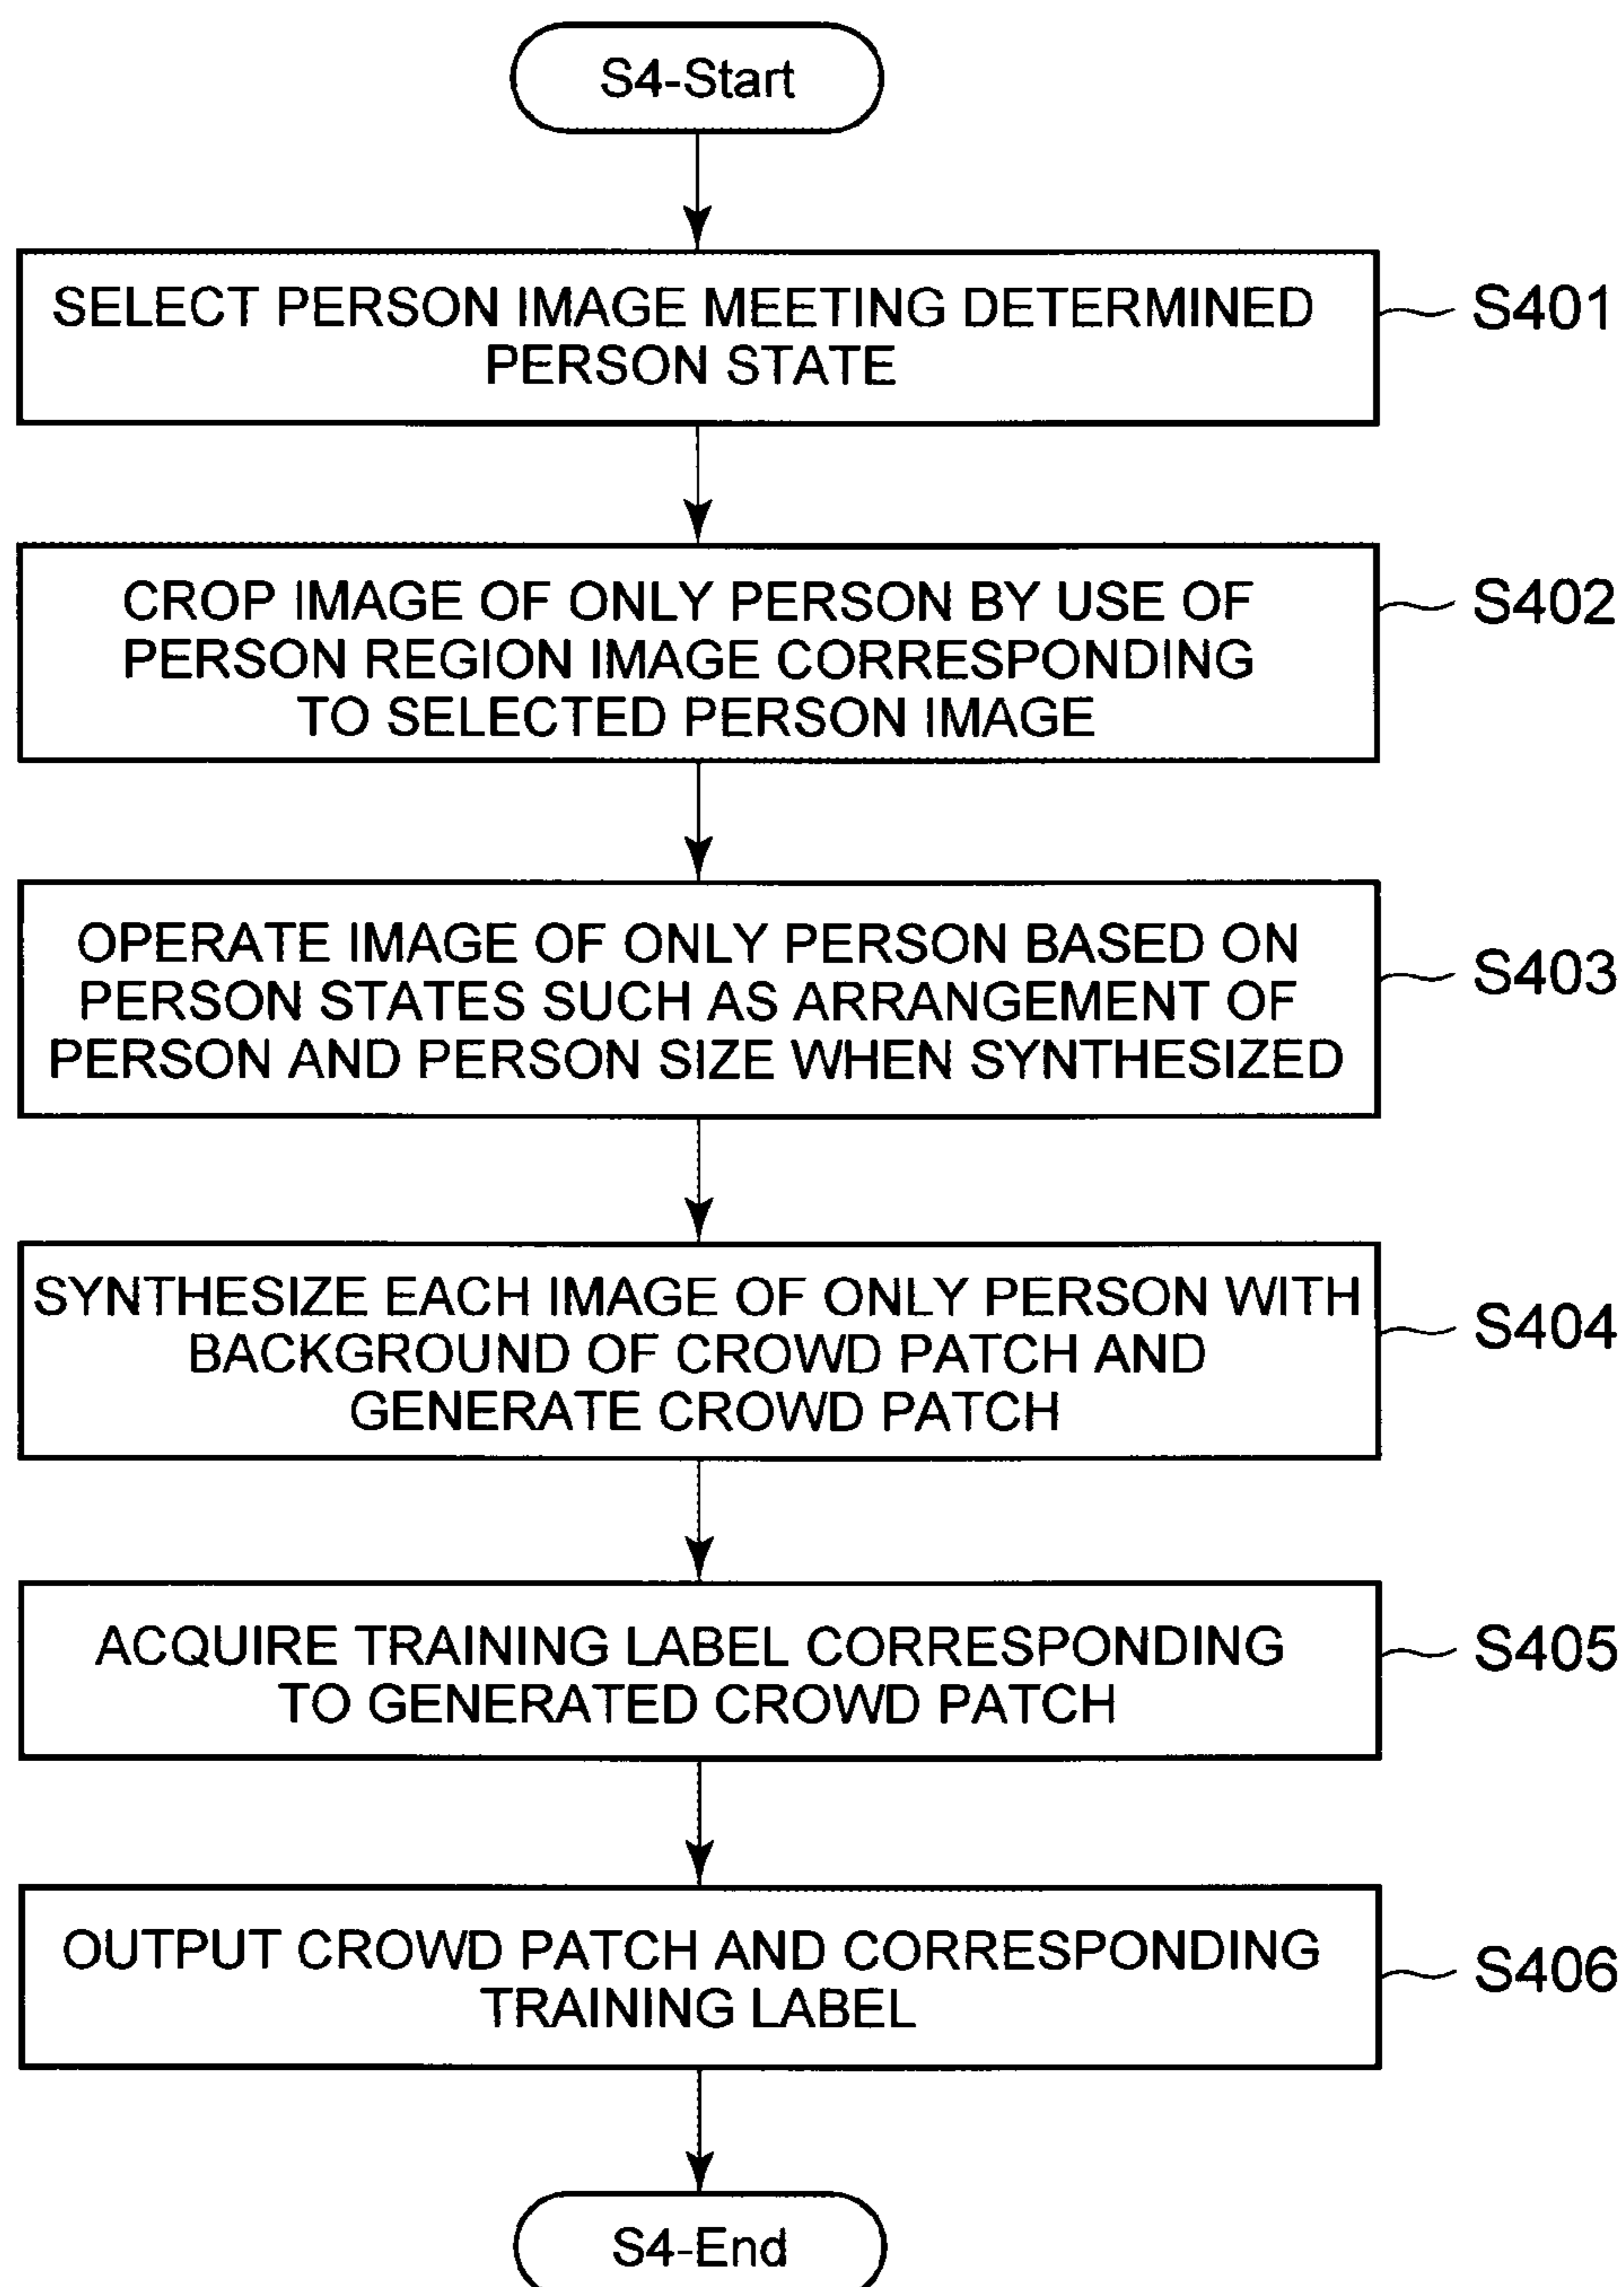 S4-Start
SELECT PERSON IMAGE MEETING DETERMINED
PERSON STATE
S401
CROP IMAGE OF ONLY PERSON BY USE OF
PERSON REGION IMAGE CORRESPONDING
TO SELECTED PERSON IMAGE
S402
OPERATE IMAGE OF ONLY PERSON BASED ON
PERSON STATES SUCH AS ARRANGEMENT OF
PERSON AND PERSON SIZE WHEN SYNTHESIZED
S403
SYNTHESIZE EACH IMAGE OF ONLY PERSON WITH
BACKGROUND OF CROWD PATCH AND
GENERATE CROWD PATCH
S404
ACQUIRE TRAINING LABEL CORRESPONDING
TO GENERATED CROWD PATCH
S405
OUTPUT CROWD PATCH AND CORRESPONDING
TRAINING LABEL
S406
S4-End